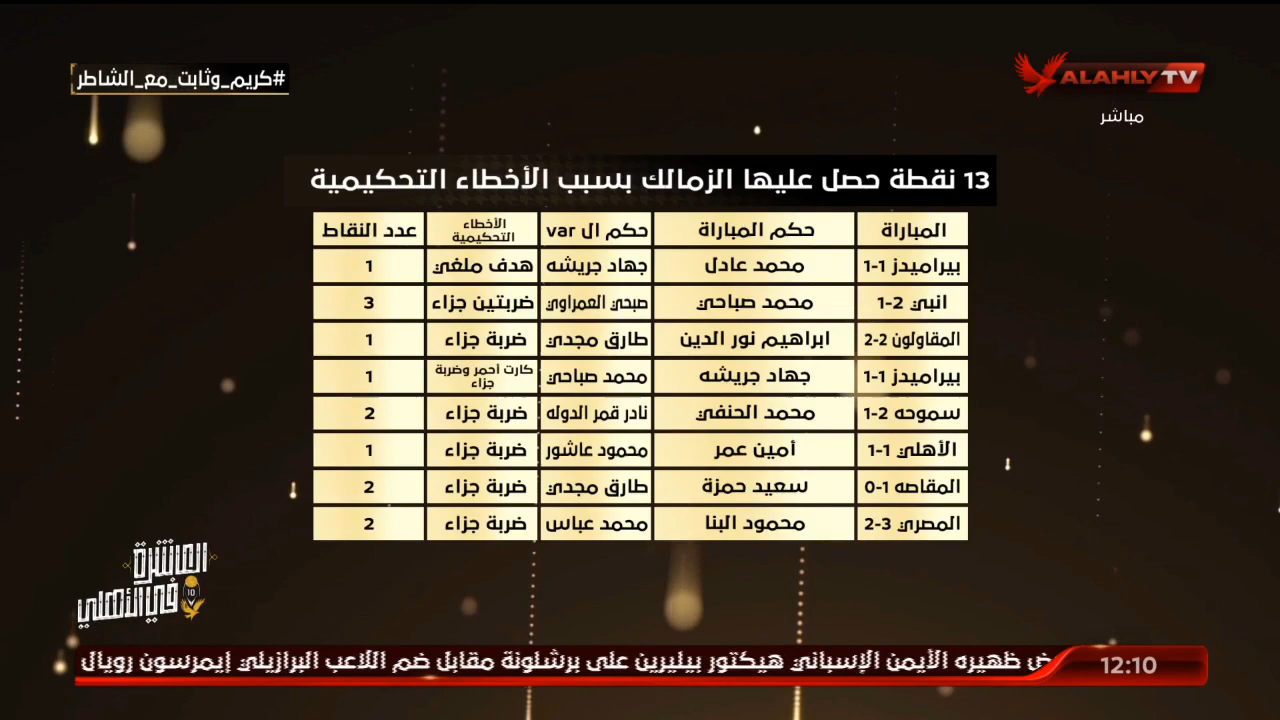 #كريم_وثابت_مع_الشاطر
ALAHLY TV
مباشر
13 نقطة حصل عليها الزمالك بسبب الأخطاء التحكيمية
المباراة حكم المباراة حكم ال var الأخطاء التحكيمية عدد النقاط
بيراميدز 1-1 محمد عادل جهاد جريشه هدف ملغي 1
انبي 2-1 محمد صباحي صبحي العمراوي ضربتين جزاء 3
المقاولون 2-2 ابراهيم نور الدين طارق مجدي ضربة جزاء 1
بيراميدز 1-1 جهاد جريشه محمد صباحي كارت أحمر وضربة جزاء 1
سموحه 2-1 محمد الحنفي نادر قمر الدوله ضربة جزاء 2
الأهلي 1-1 أمين عمر محمود عاشور ضربة جزاء 1
المقاصه 1-0 سعيد حمزة طارق مجدي ضربة جزاء 2
المصري 3-2 محمود البنا محمد عباس ضربة جزاء 2
العاشرة
في الأهلي
10
ظهيره الأيمن الإسباني هيكتور بيليرين على برشلونة مقابل ضم اللاعب البرازيلي إيمرسون رويال
12:10